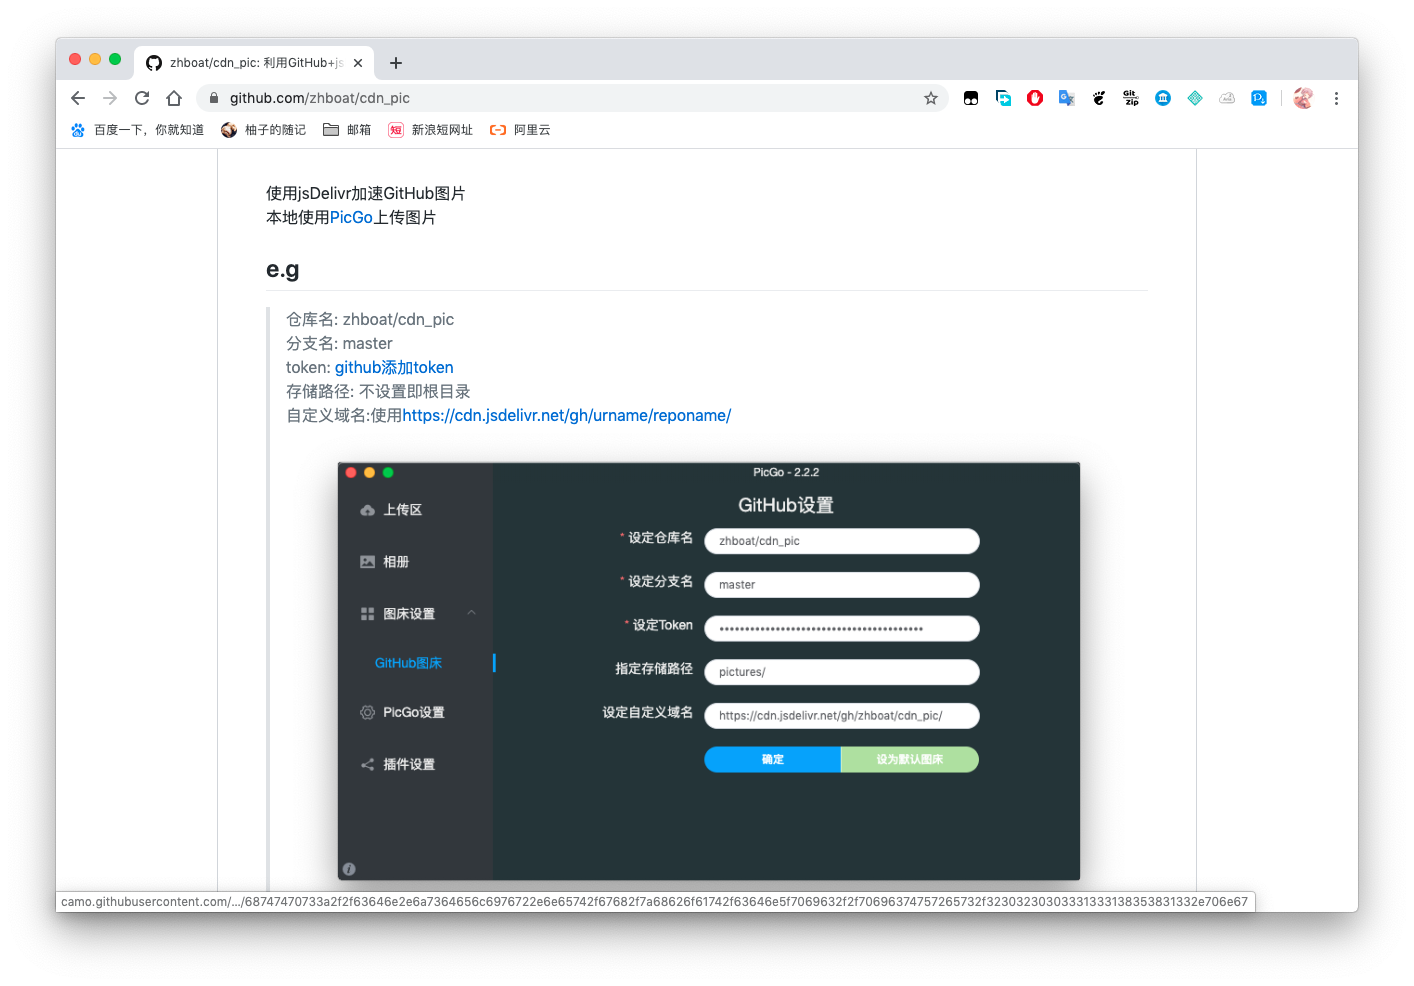 zhboat/cdn_pic: 利用GitHub+js
github.com/zhboat/cdn_pic
Git
Zip
百度一下，你就知道
柚子的随记
邮箱
短
新浪短网址
阿里云
使用jsDelivr加速GitHub图片
本地使用PicGo上传图片
e.g
仓库名: zhboat/cdn_pic
分支名: master
token: github添加token
存储路径: 不设置即根目录
自定义域名:使用https://cdn.jsdelivr.net/gh/urname/reponame/
PicGo - 2.2.2
上传区
相册
图床设置
GitHub图床
PicGo设置
插件设置
GitHub设置
* 设定仓库名 zhboat/cdn_pic
* 设定分支名 master
* 设定Token ••••••••••••••••••••••••••••••••••••••••
指定存储路径 pictures/
设定自定义域名 https://cdn.jsdelivr.net/gh/zhboat/cdn_pic/
确定 设为默认图床
camo.githubusercontent.com/.../68747470733a2f2f63646e2e6a7364656c6976722e6e65742f67682f7a68626f61742f63646e5f7069632f2f70696374757265732f32303230303331333138353831332e706e67